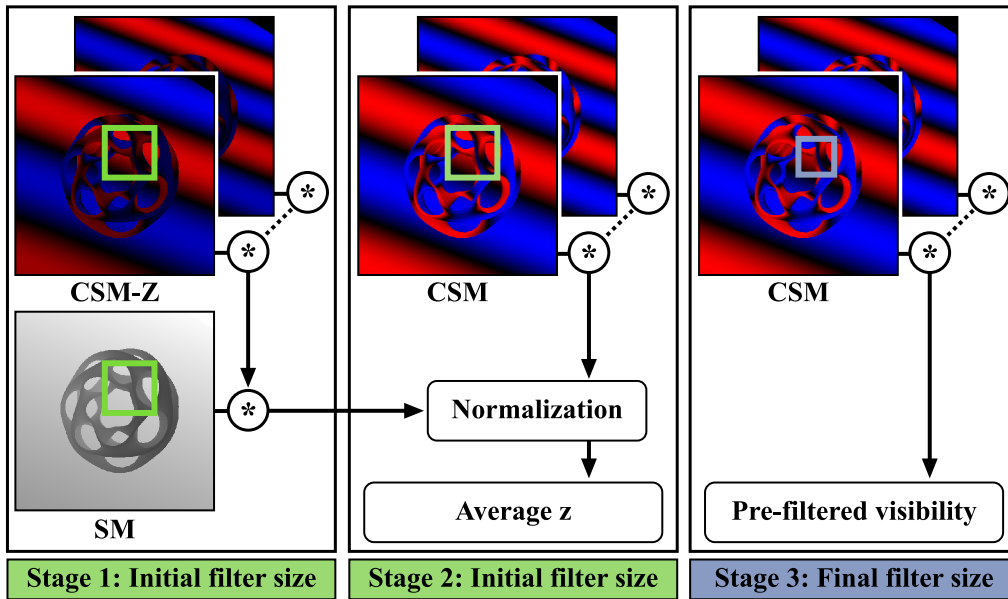 *
*
CSM-Z
*
SM
Stage 1: Initial filter size
*
*
CSM
Normalization
Average z
Stage 2: Initial filter size
*
*
CSM
Pre-filtered visibility
Stage 3: Final filter size